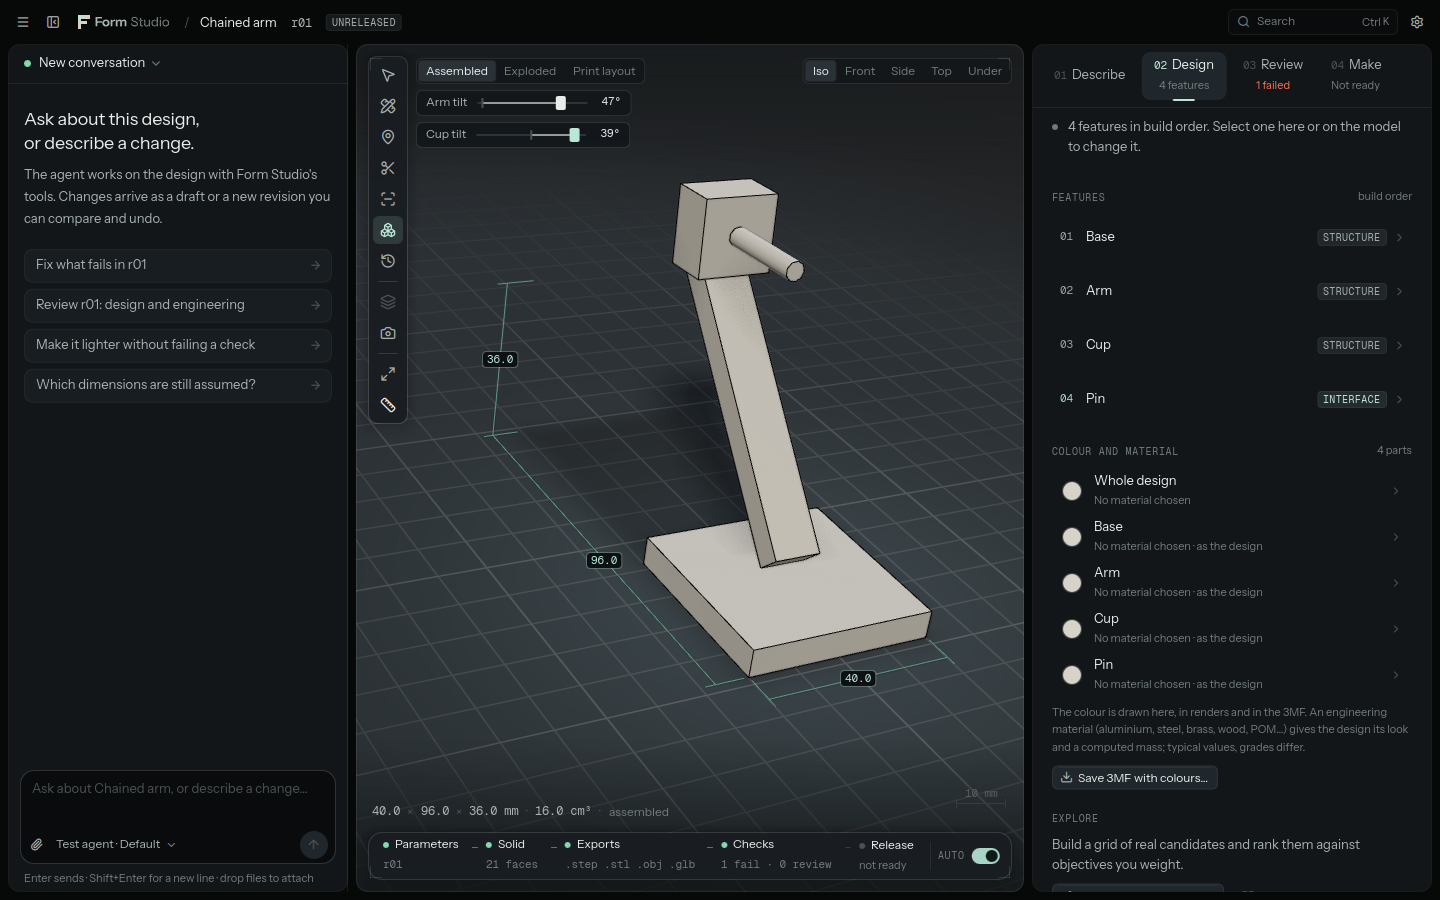 Form Studio / Chained arm r01 UNRELEASED
Search Ctrl K
New conversation
Ask about this design,
or describe a change.
The agent works on the design with Form Studio's
tools. Changes arrive as a draft or a new revision you
can compare and undo.
Fix what fails in r01
Review r01: design and engineering
Make it lighter without failing a check
Which dimensions are still assumed?
Ask about Chained arm, or describe a change...
Test agent · Default
Enter sends · Shift+Enter for a new line · drop files to attach
Assembled Exploded Print layout
Iso Front Side Top Under
Arm tilt 47°
Cup tilt 39°
36.0
96.0
40.0
10 mm
40.0 × 96.0 × 36.0 mm · 16.0 cm³ · assembled
Parameters
r01
Solid
21 faces
Exports
.step .stl .obj .glb
Checks
1 fail · 0 review
Release
not ready
AUTO
01 Describe
02 Design
4 features
03 Review
1 failed
04 Make
Not ready
4 features in build order. Select one here or on the model
to change it.
FEATURES build order
01 Base STRUCTURE
02 Arm STRUCTURE
03 Cup STRUCTURE
04 Pin INTERFACE
COLOUR AND MATERIAL 4 parts
Whole design
No material chosen
Base
No material chosen · as the design
Arm
No material chosen · as the design
Cup
No material chosen · as the design
Pin
No material chosen · as the design
The colour is drawn here, in renders and in the 3MF. An engineering
material (aluminium, steel, brass, wood, POM…) gives the design its look
and a computed mass; typical values, grades differ.
Save 3MF with colours…
EXPLORE
Build a grid of real candidates and rank them against
objectives you weight.